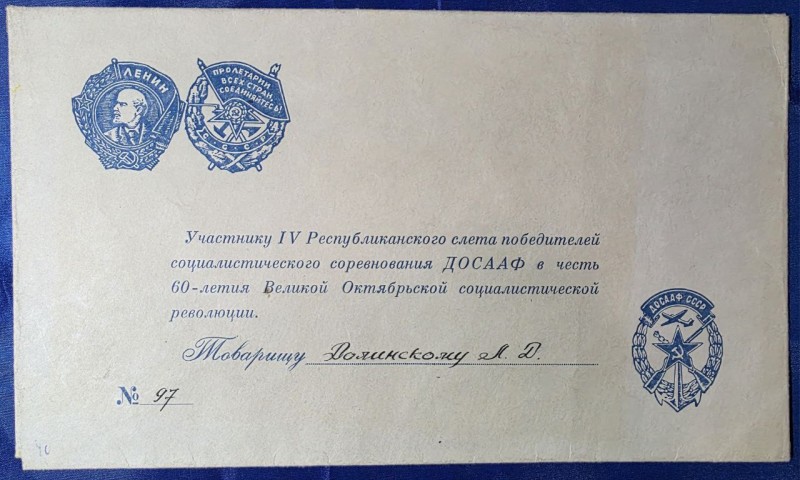 ЛЕНИН
ПРОЛЕТАРИИ
ВСЕХ СТРАН,
СОЕДИНЯЙТЕСЬ!
С С С Р
Участнику IV Республиканского слета победителей
социалистического соревнования ДОСААФ в честь
60-летия Великой Октябрьской социалистической
революции.
Товарищу Долинскому А. Д.
№ 97
ДОСААФ СССР